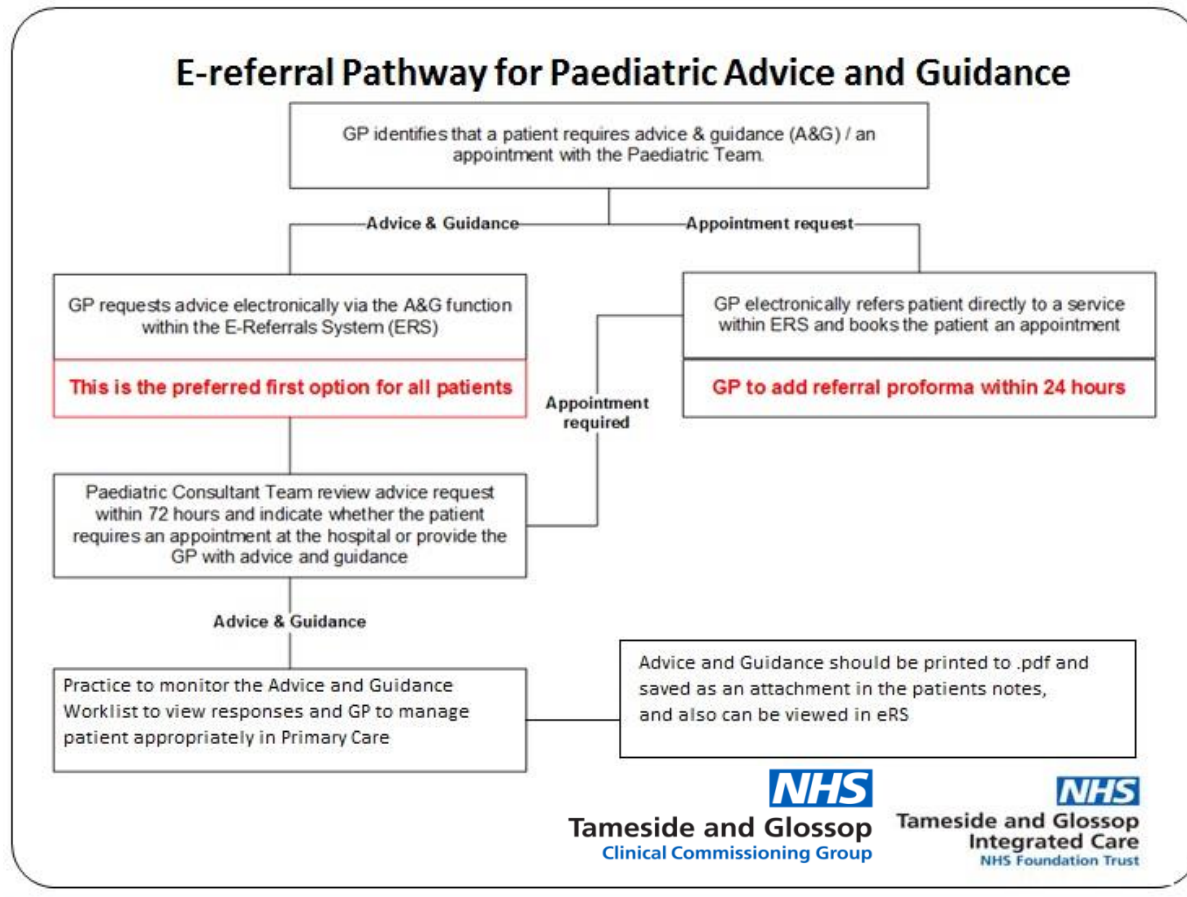 E-referral Pathway for Paediatric Advice and Guidance
GP identifies that a patient requires advice & guidance (A&G) / an
appointment with the Paediatric Team.
Advice & Guidance
Appointment request
GP requests advice electronically via the A&G function
within the E-Referrals System (ERS)
This is the preferred first option for all patients
GP electronically refers patient directly to a service
within ERS and books the patient an appointment
GP to add referral proforma within 24 hours
Appointment
required
Paediatric Consultant Team review advice request
within 72 hours and indicate whether the patient
requires an appointment at the hospital or provide the
GP with advice and guidance
Advice & Guidance
Practice to monitor the Advice and Guidance
Worklist to view responses and GP to manage
patient appropriately in Primary Care
Advice and Guidance should be printed to .pdf and
saved as an attachment in the patients notes,
and also can be viewed in eRS
NHS
Tameside and Glossop
Clinical Commissioning Group
NHS
Tameside and Glossop
Integrated Care
NHS Foundation Trust